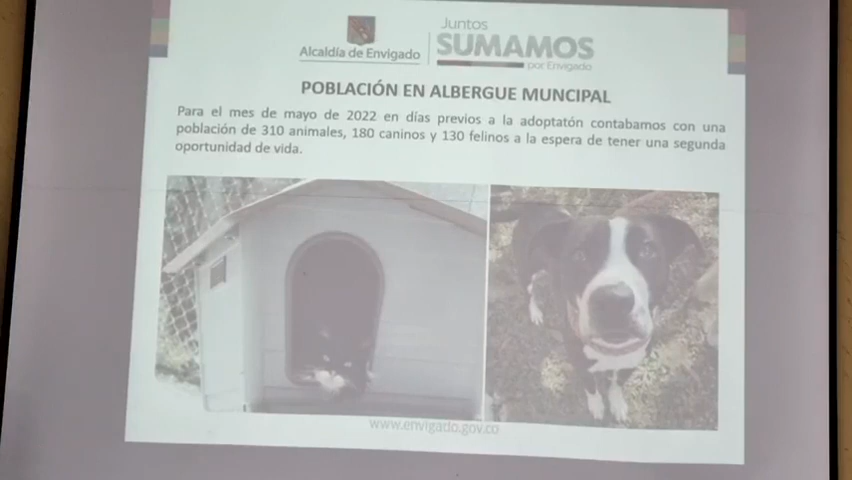 Alcaldía de Envigado
Juntos
SUMAMOS
por Envigado
POBLACIÓN EN ALBERGUE MUNCIPAL
Para el mes de mayo de 2022 en días previos a la adoptatón contabamos con una
población de 310 animales, 180 caninos y 130 felinos a la espera de tener una segunda
oportunidad de vida.
www.envigado.gov.co